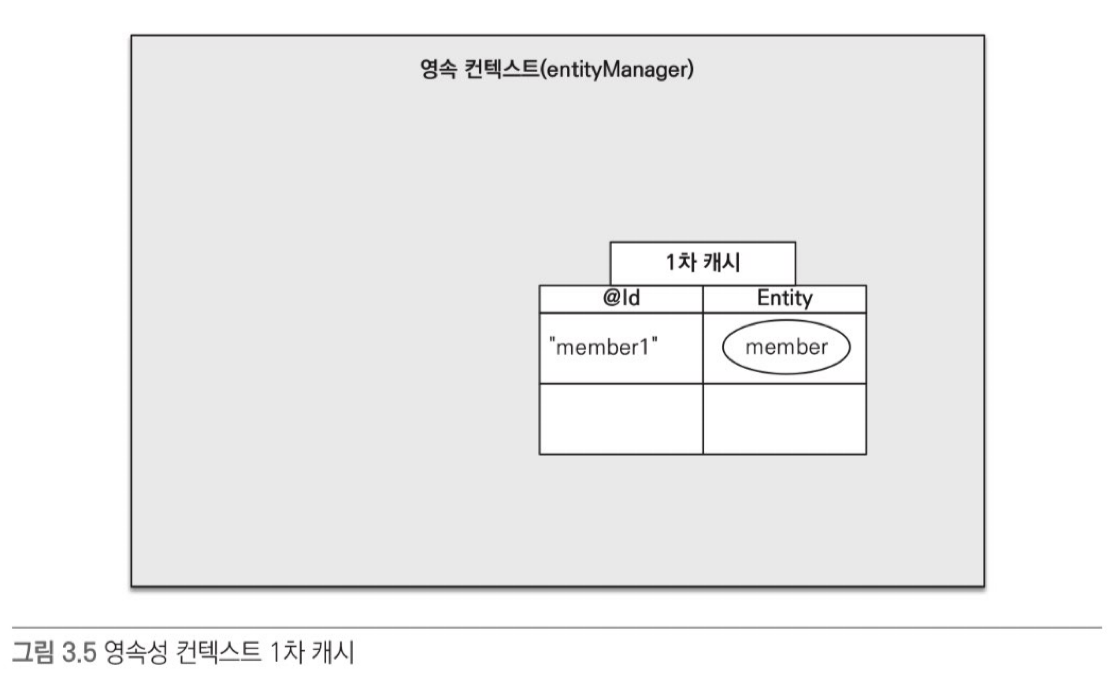 영속 컨텍스트(entityManager)
1차 캐시
@Id Entity
"member1" member
그림 3.5 영속성 컨텍스트 1차 캐시